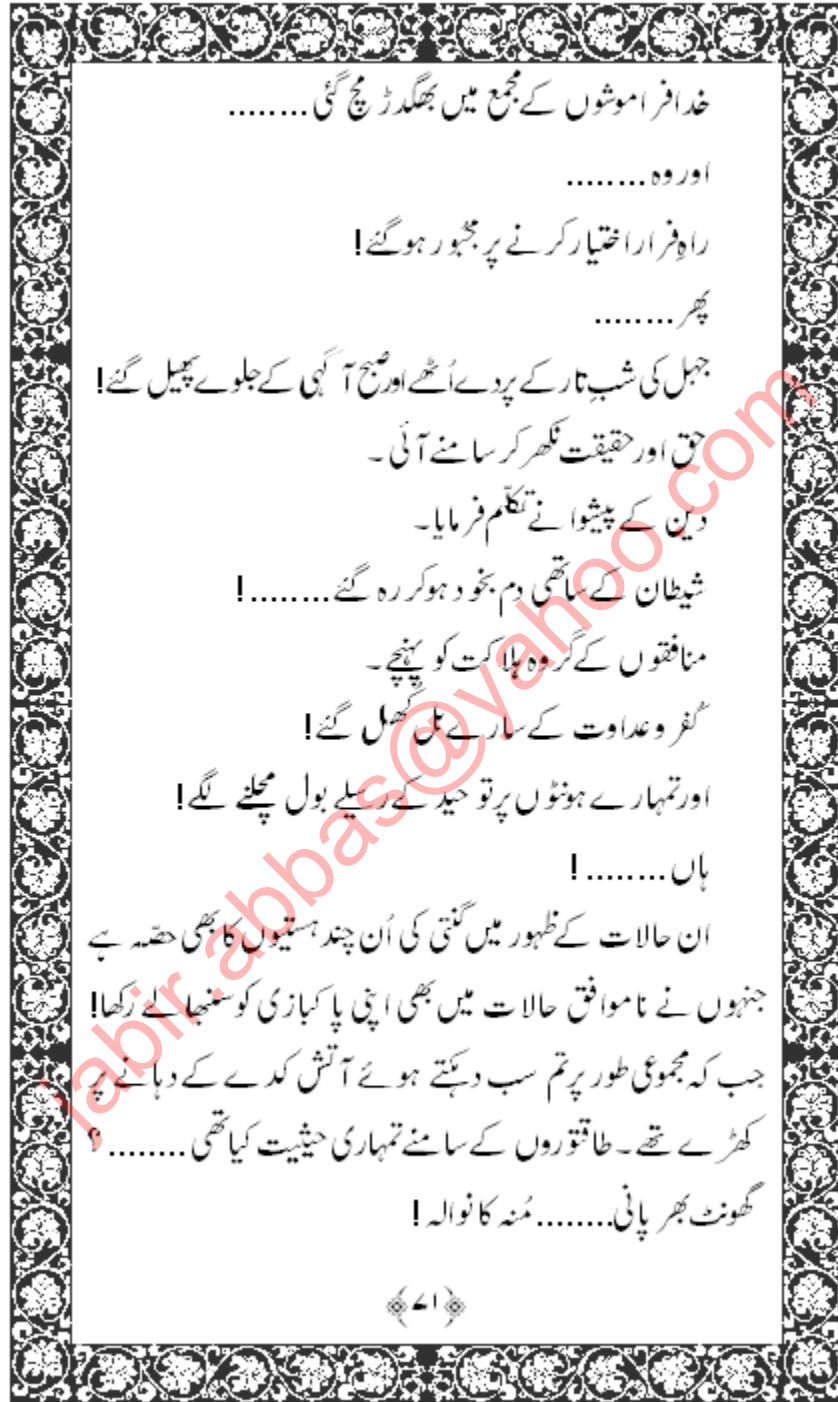 خدافراموشوں کے مجمع میں بھگدڑ مچ گئی ........
اور وہ ........
راہِ فرار اختیار کرنے پر مجبور ہوگئے!
پھر ........
جہل کی شبِ تار کے پردے اُٹھے اور صبح آگہی کے جلوے پھیل گئے!
حق اور حقیقت نکھر کر سامنے آئی۔
دین کے پیشوا نے تکلّم فرمایا۔
شیطان کے ساتھی دم بخود ہوکر رہ گئے ........!
منافقوں کے گروہ ہلاکت کو پہنچے۔
کُفر و عداوت کے سارے بل کُھل گئے!
اور تمہارے ہونٹوں پر توحید کے رسیلے بول مچلنے لگے!
ہاں ........!
ان حالات کے ظہور میں گنتی کی اُن چند ہستیوں کا بھی حصّہ ہے
جنہوں نے ناموافق حالات میں بھی اپنی پاکبازی کو سنبھالے رکھا!
جب کہ مجموعی طور پر تم سب دہکتے ہوئے آتش کدے کے دہانے پر
کھڑے تھے۔ طاقتوروں کے سامنے تمہاری حیثیت کیا تھی ........؟
گھونٹ بھر پانی........ مُنہ کا نوالہ!
﴿۷۱﴾
jabir.abbas@yahoo.com